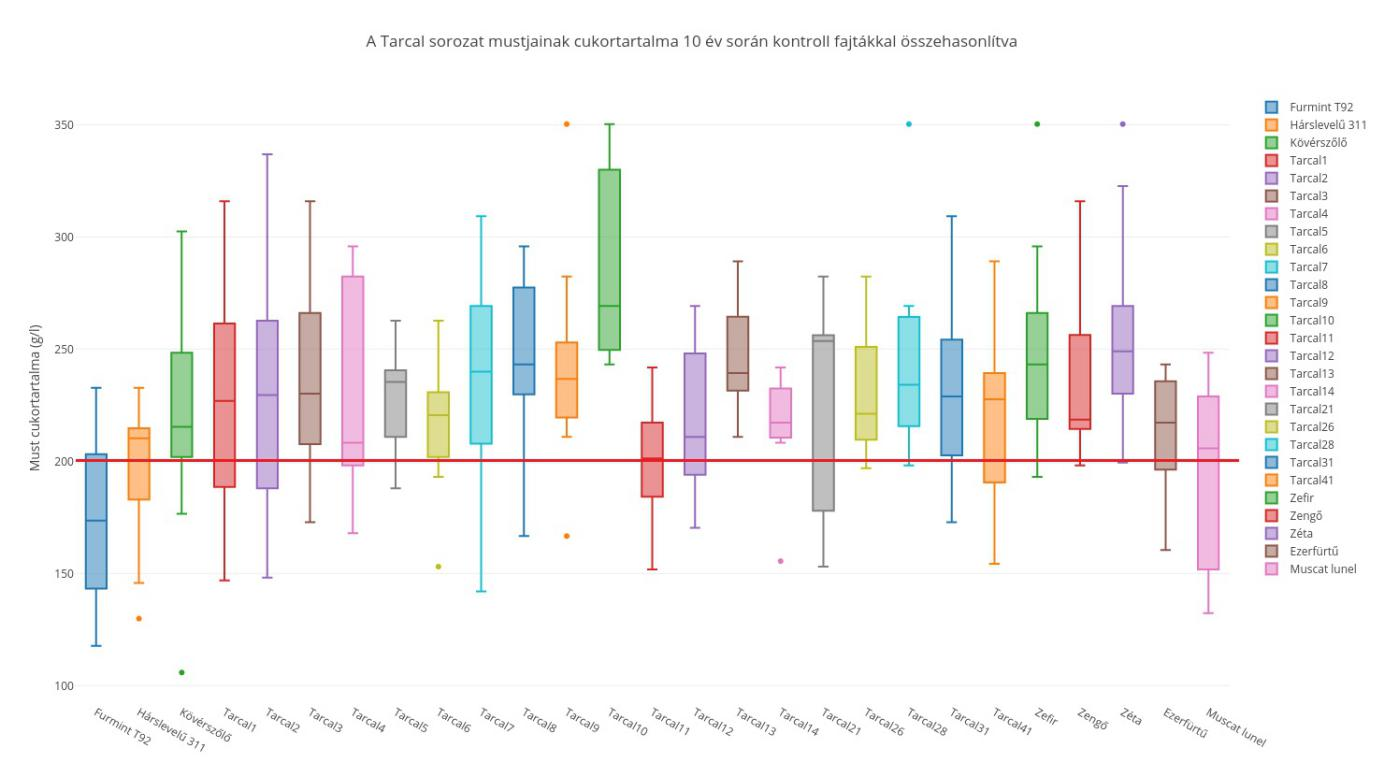 A Tarcal sorozat mustjainak cukortartalma 10 év során kontroll fajtákkal összehasonlítva
Must cukortartalma (g/l)
350
300
250
200
150
100
Furmint T92
Hárslevelű 311
Kövérszőlő
Tarcal1
Tarcal2
Tarcal3
Tarcal4
Tarcal5
Tarcal6
Tarcal7
Tarcal8
Tarcal9
Tarcal10
Tarcal11
Tarcal12
Tarcal13
Tarcal14
Tarcal21
Tarcal26
Tarcal28
Tarcal31
Tarcal41
Zefir
Zengő
Zéta
Ezerfürtű
Muscat lunel
Furmint T92
Hárslevelű 311
Kövérszőlő
Tarcal1
Tarcal2
Tarcal3
Tarcal4
Tarcal5
Tarcal6
Tarcal7
Tarcal8
Tarcal9
Tarcal10
Tarcal11
Tarcal12
Tarcal13
Tarcal14
Tarcal21
Tarcal26
Tarcal28
Tarcal31
Tarcal41
Zefir
Zengő
Zéta
Ezerfürtű
Muscat lunel